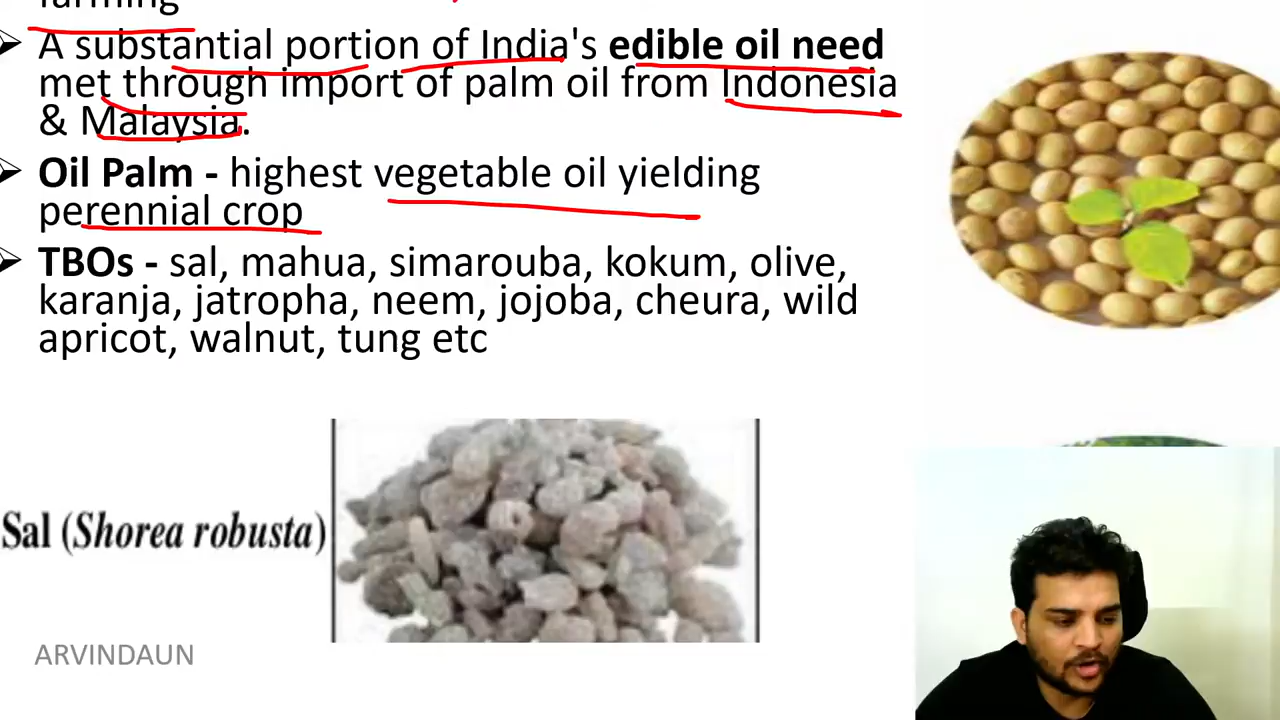 farming
A substantial portion of India's edible oil need
met through import of palm oil from Indonesia
& Malaysia.
Oil Palm - highest vegetable oil yielding
perennial crop
TBOs - sal, mahua, simarouba, kokum, olive,
karanja, jatropha, neem, jojoba, cheura, wild
apricot, walnut, tung etc
Sal (Shorea robusta)
ARVINDAUN